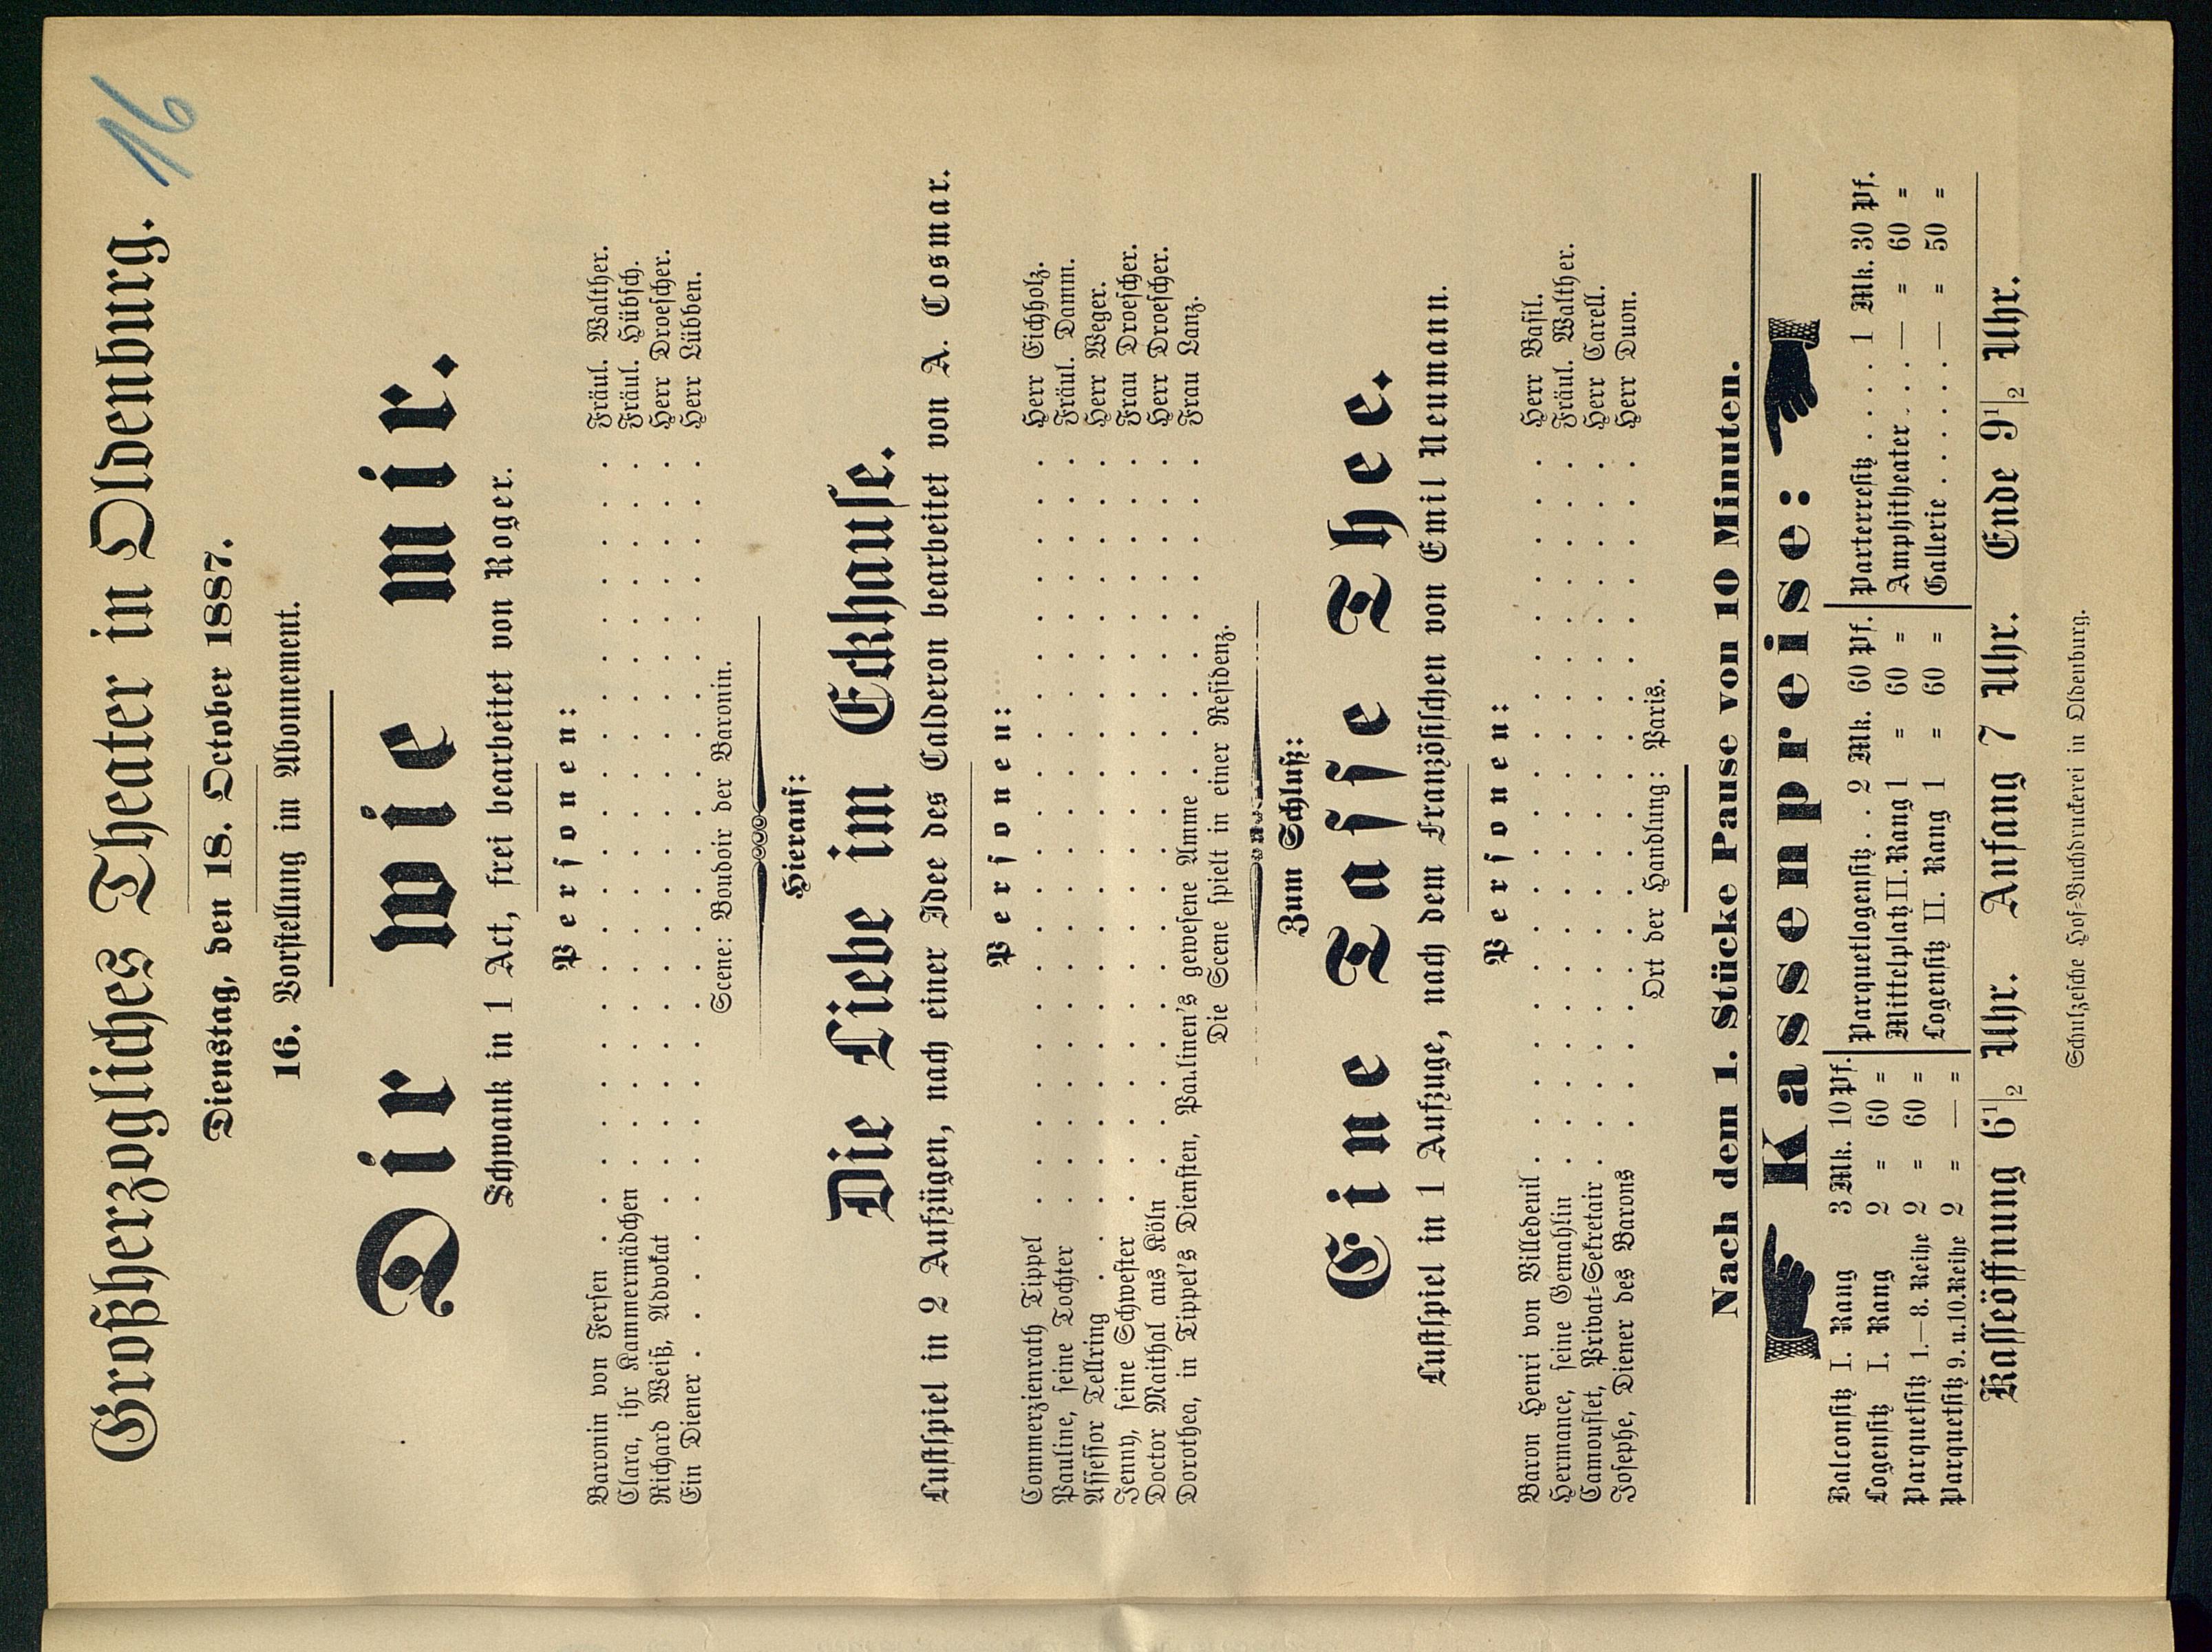 Großherzogliches Theater in Oldenburg.
16
Dienstag, den 18. October 1887.
16. Vorstellung im Abonnement.
Dir wie mir.
Schwank in 1 Act, frei bearbeitet von Roger.
Personen:
Baronin von Fersen . . . . . . . . . . Fräul. Walther.
Clara, ihr Kammermädchen . . . . . . . . . . Fräul. Hübsch.
Richard Weiß, Advokat . . . . . . . . . . Herr Droescher.
Ein Diener . . . . . . . . . . Herr Lübben.
Scene: Boudoir der Baronin.
Hierauf:
Die Liebe im Eckhause.
Lustspiel in 2 Aufzügen, nach einer Idee des Calderon bearbeitet von A. Cosmar.
Personen:
Commerzienrath Tippel . . . . . . . . . . Herr Eichholz.
Pauline, seine Tochter . . . . . . . . . . Fräul. Damm.
Assessor Tellring . . . . . . . . . . Herr Weger.
Jenny, seine Schwester . . . . . . . . . . Frau Droescher.
Doctor Maithal aus Köln . . . . . . . . . . Herr Droescher.
Dorothea, in Tippel's Diensten, Paulinen's gewesene Amme . . . . . Frau Lanz.
Die Scene spielt in einer Residenz.
Zum Schluß:
Eine Tasse Thee.
Lustspiel in 1 Aufzuge, nach dem Französischen von Emil Neumann.
Personen:
Baron Henri von Villedeuil . . . . . . . . . . Herr Basil.
Hermance, seine Gemahlin . . . . . . . . . . Fräul. Walther.
Camouflet, Privat=Sekretair . . . . . . . . . . Herr Carell.
Josephe, Diener des Barons . . . . . . . . . . Herr Duon.
Ort der Handlung: Paris.
Nach dem 1. Stücke Pause von 10 Minuten.
Kassenpreise:
Balconsitz I. Rang 3 Mk. 10 Pf.
Logensitz I. Rang 2 = 60 =
Parquetsitz 1.—8. Reihe 2 = 60 =
Parquetsitz 9. u. 10. Reihe 2 = — =
Parquetlogensitz . . 2 Mk. 60 Pf.
Mittelplatz II. Rang 1 = 60 =
Logensitz II. Rang 1 = 60 =
Parterresitz . . . . 1 Mk. 30 Pf.
Amphitheater . . . — = 60 =
Gallerie . . . . . . — = 50 =
Kasseöffnung 6 1/2 Uhr. Anfang 7 Uhr. Ende 9 1/2 Uhr.
Schulzesche Hof=Buchdruckerei in Oldenburg.